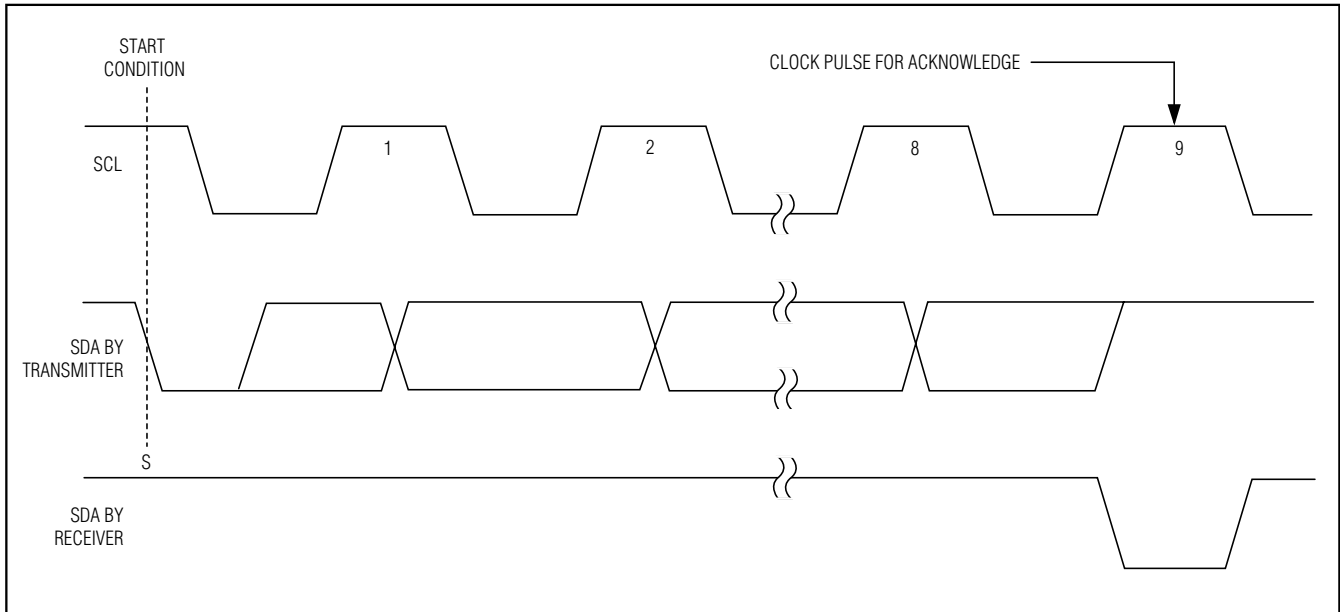 START
CONDITION
CLOCK PULSE FOR ACKNOWLEDGE
SCL
1
2
8
9
SDA BY
TRANSMITTER
S
SDA BY
RECEIVER